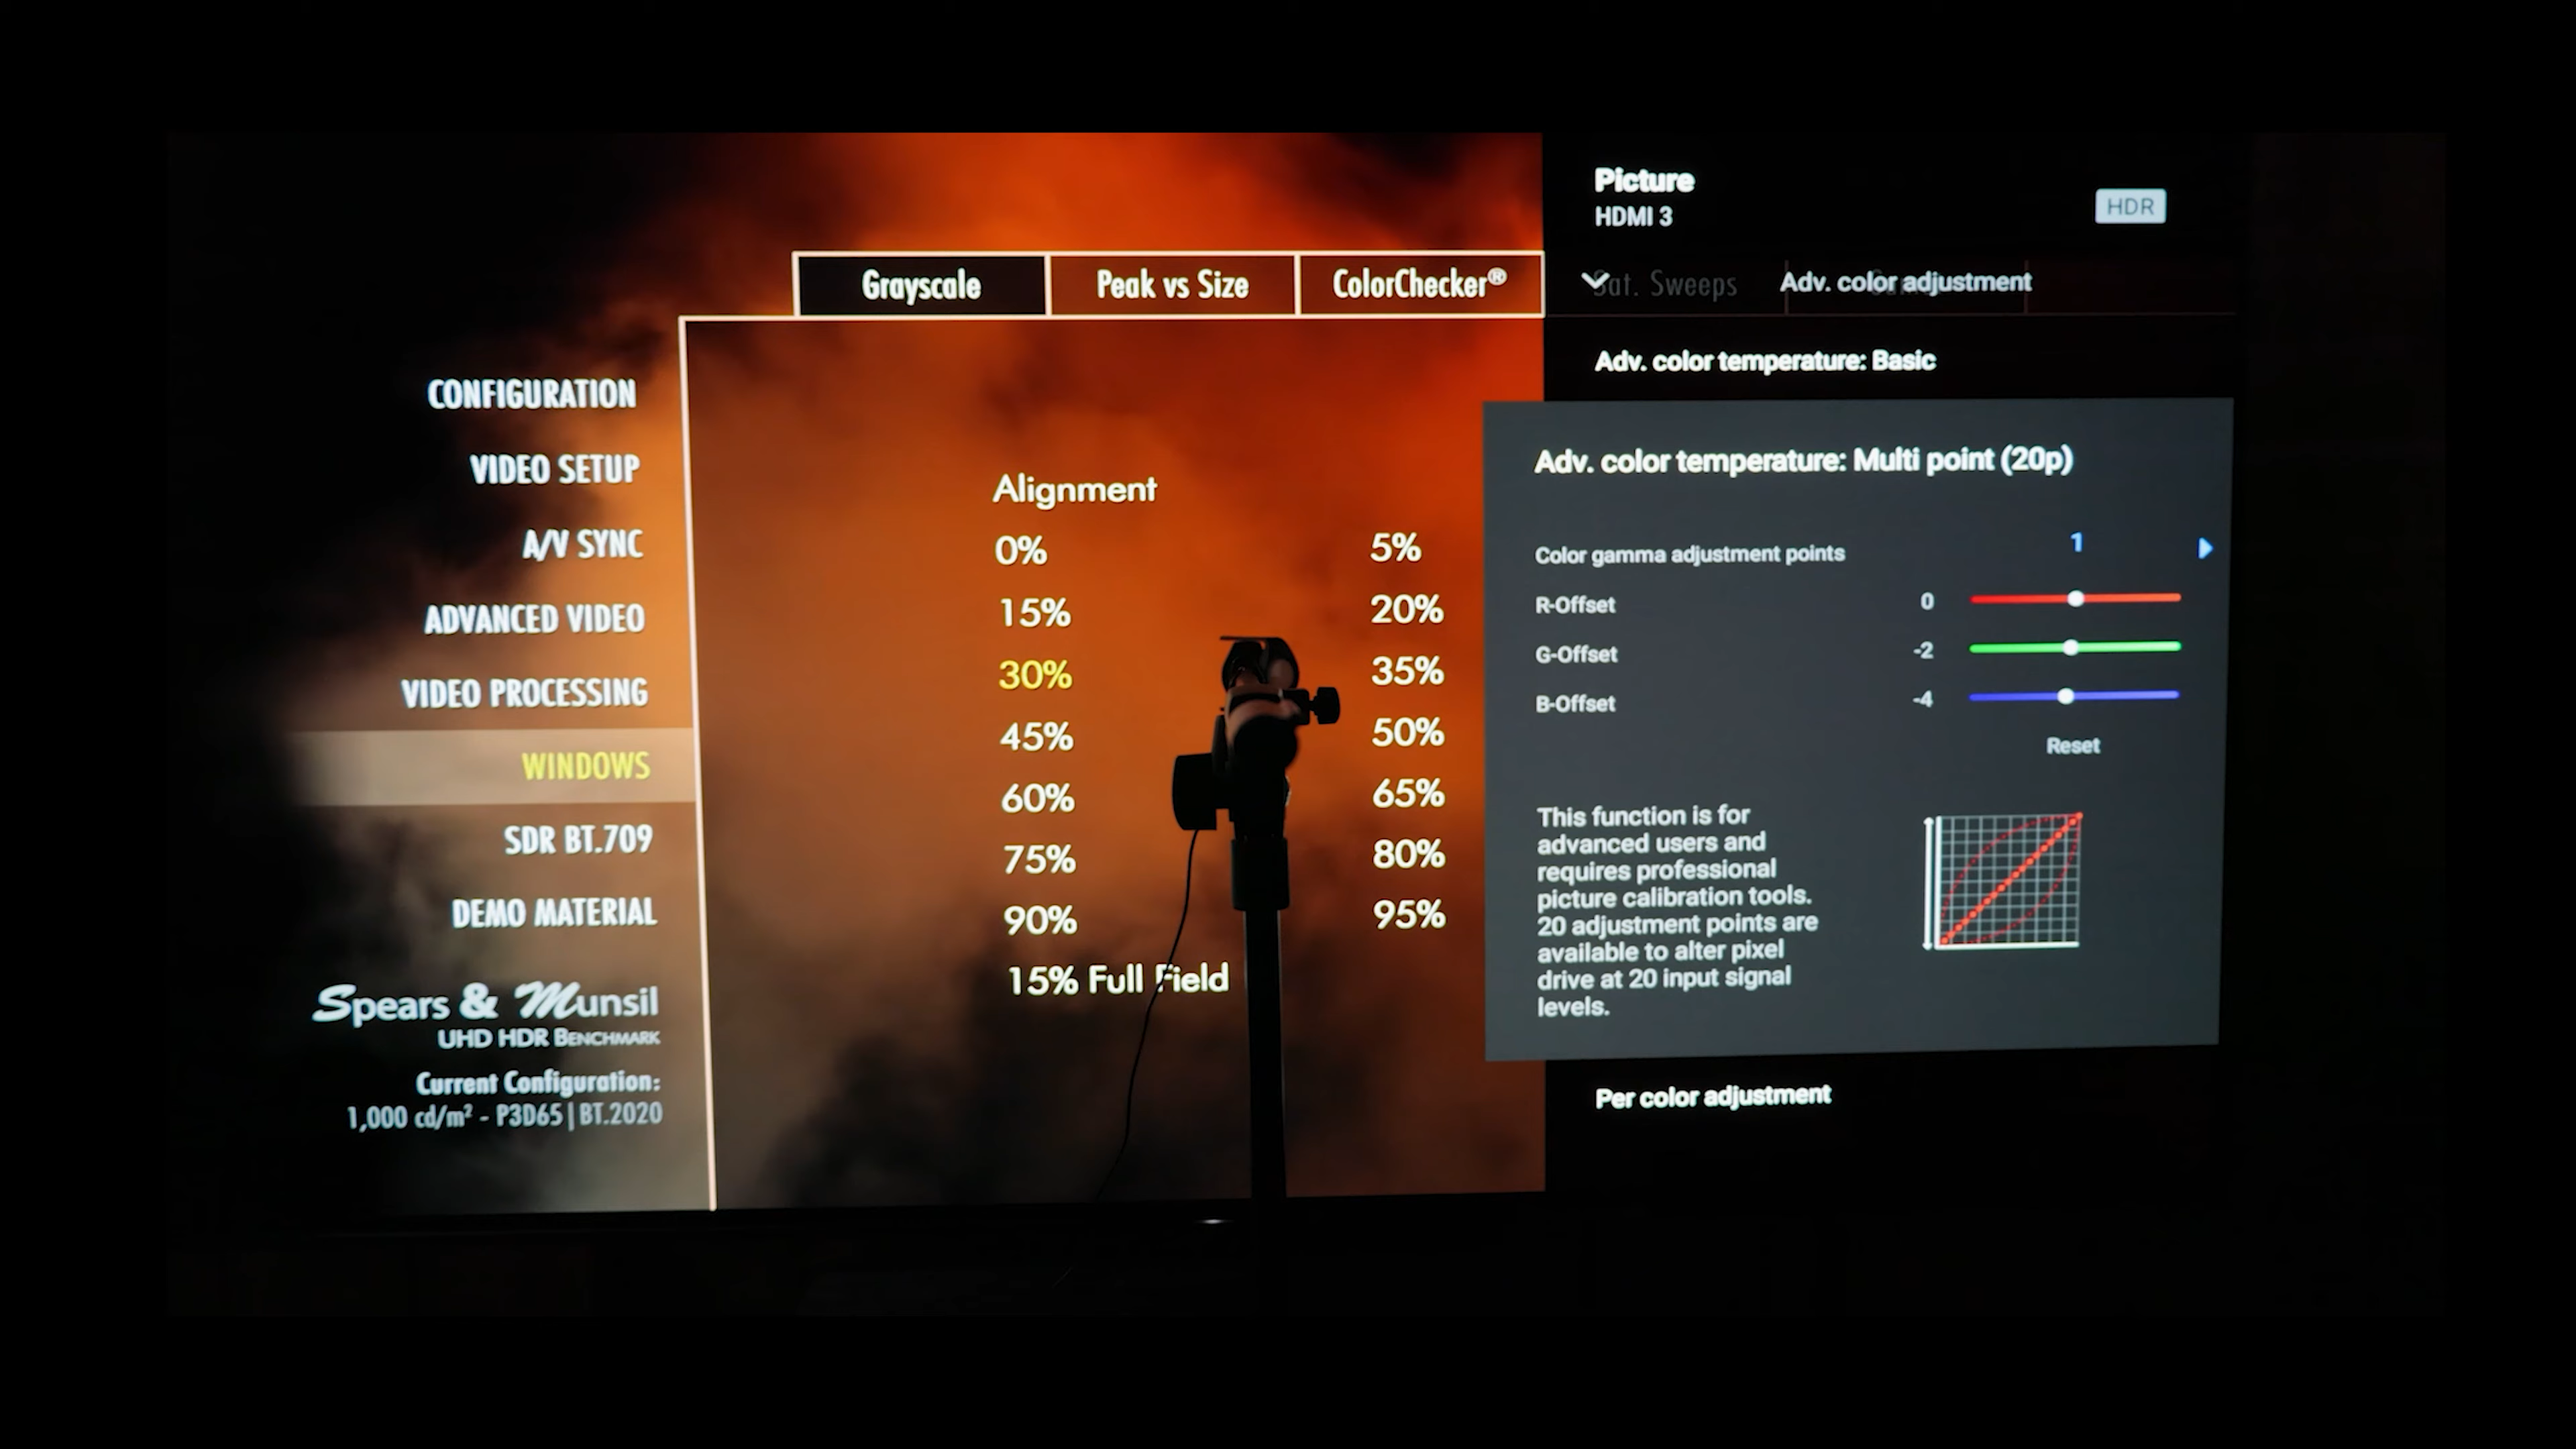 Grayscale
Peak vs Size
ColorChecker®
CONFIGURATION
VIDEO SETUP
A/V SYNC
ADVANCED VIDEO
VIDEO PROCESSING
WINDOWS
SDR BT.709
DEMO MATERIAL
Spears & Munsil
UHD HDR BENCHMARK
Current Configuration:
1,000 cd/m² - P3D65 | BT.2020
Alignment
0% 5%
15% 20%
30% 35%
45% 50%
60% 65%
75% 80%
90% 95%
15% Full Field
Picture
HDMI 3
HDR
Sat. Sweeps
Adv. color adjustment
Adv. color temperature: Basic
Adv. color temperature: Multi point (20p)
Color gamma adjustment points 1
R-Offset 0
G-Offset -2
B-Offset -4
Reset
This function is for
advanced users and
requires professional
picture calibration tools.
20 adjustment points are
available to alter pixel
drive at 20 input signal
levels.
Per color adjustment